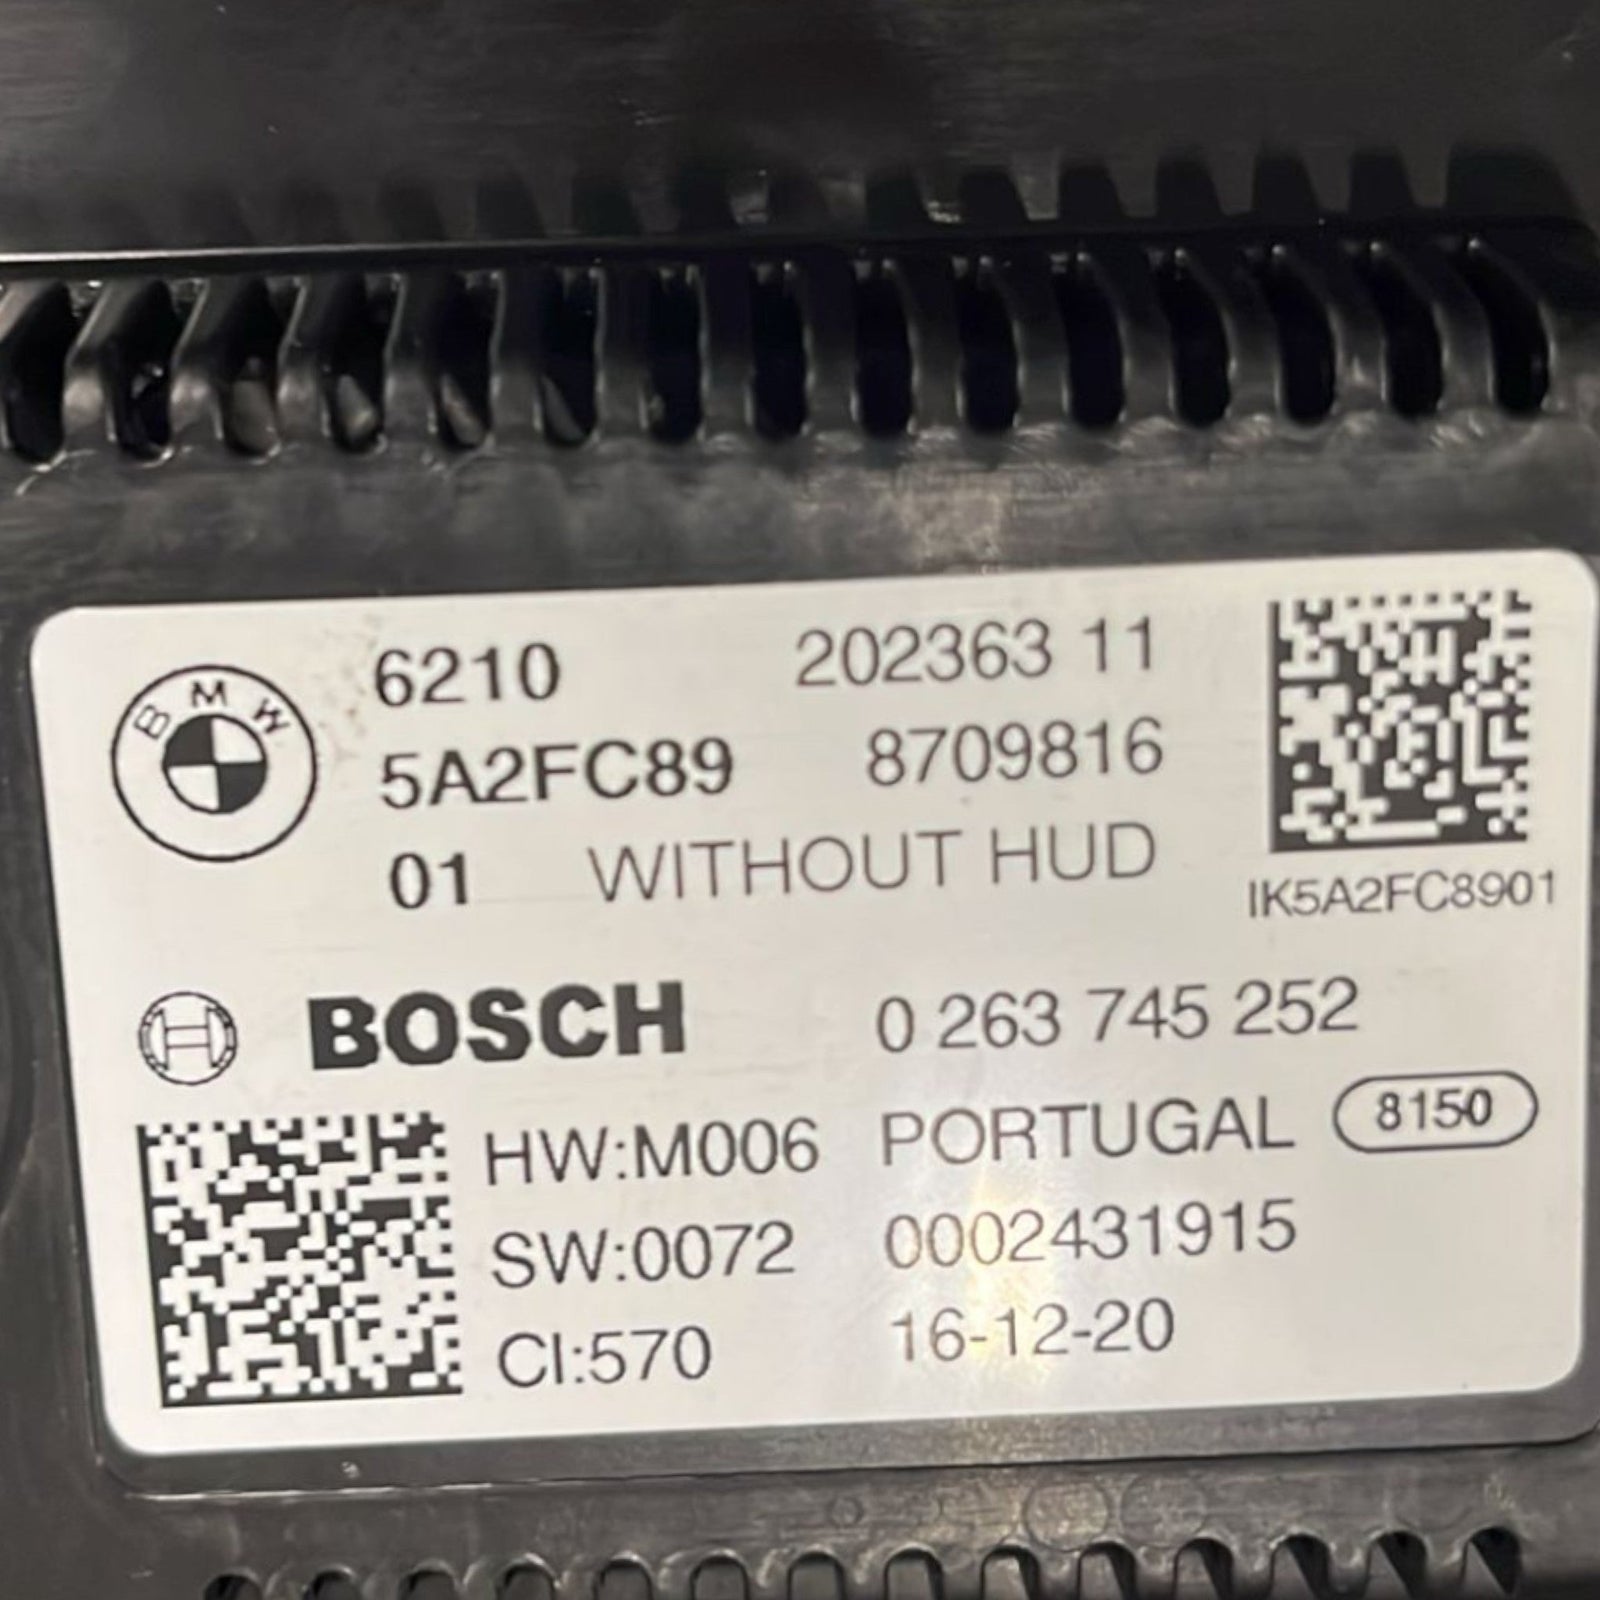 BMW
6210 202363 11
5A2FC89 8709816
01 WITHOUT HUD
IK5A2FC8901
BOSCH 0 263 745 252
HW:M006 PORTUGAL 8150
SW:0072 0002431915
CI:570 16-12-20